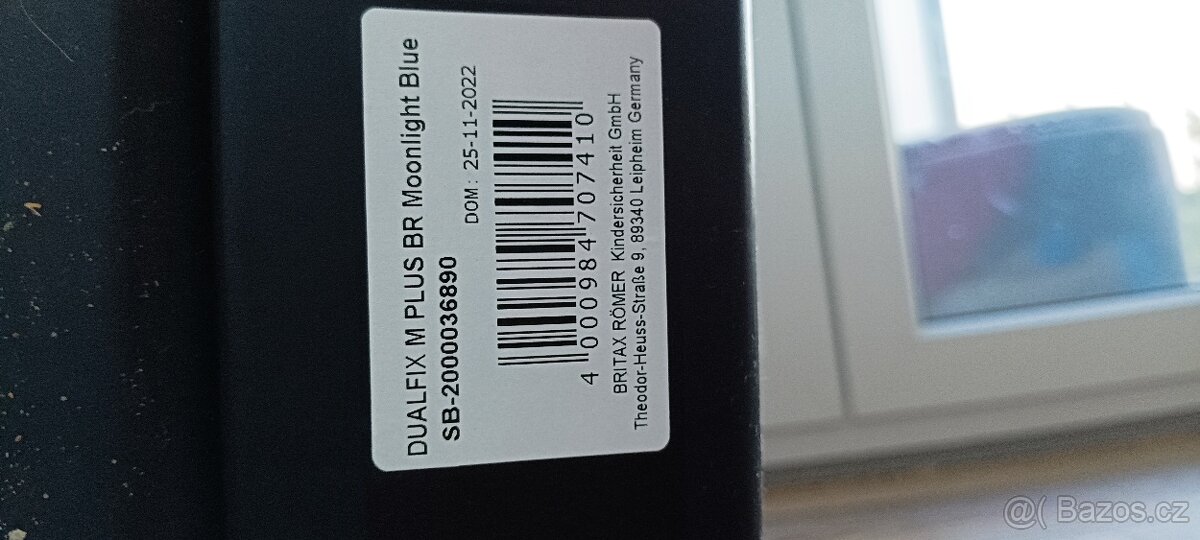 DUALFIX M PLUS BR Moonlight Blue
SB-2000036890
DOM: 25-11-2022
4 000984 707410
BRITAX RÖMER Kindersicherheit GmbH
Theodor-Heuss-Straße 9, 89340 Leipheim Germany
@( Bazos.cz